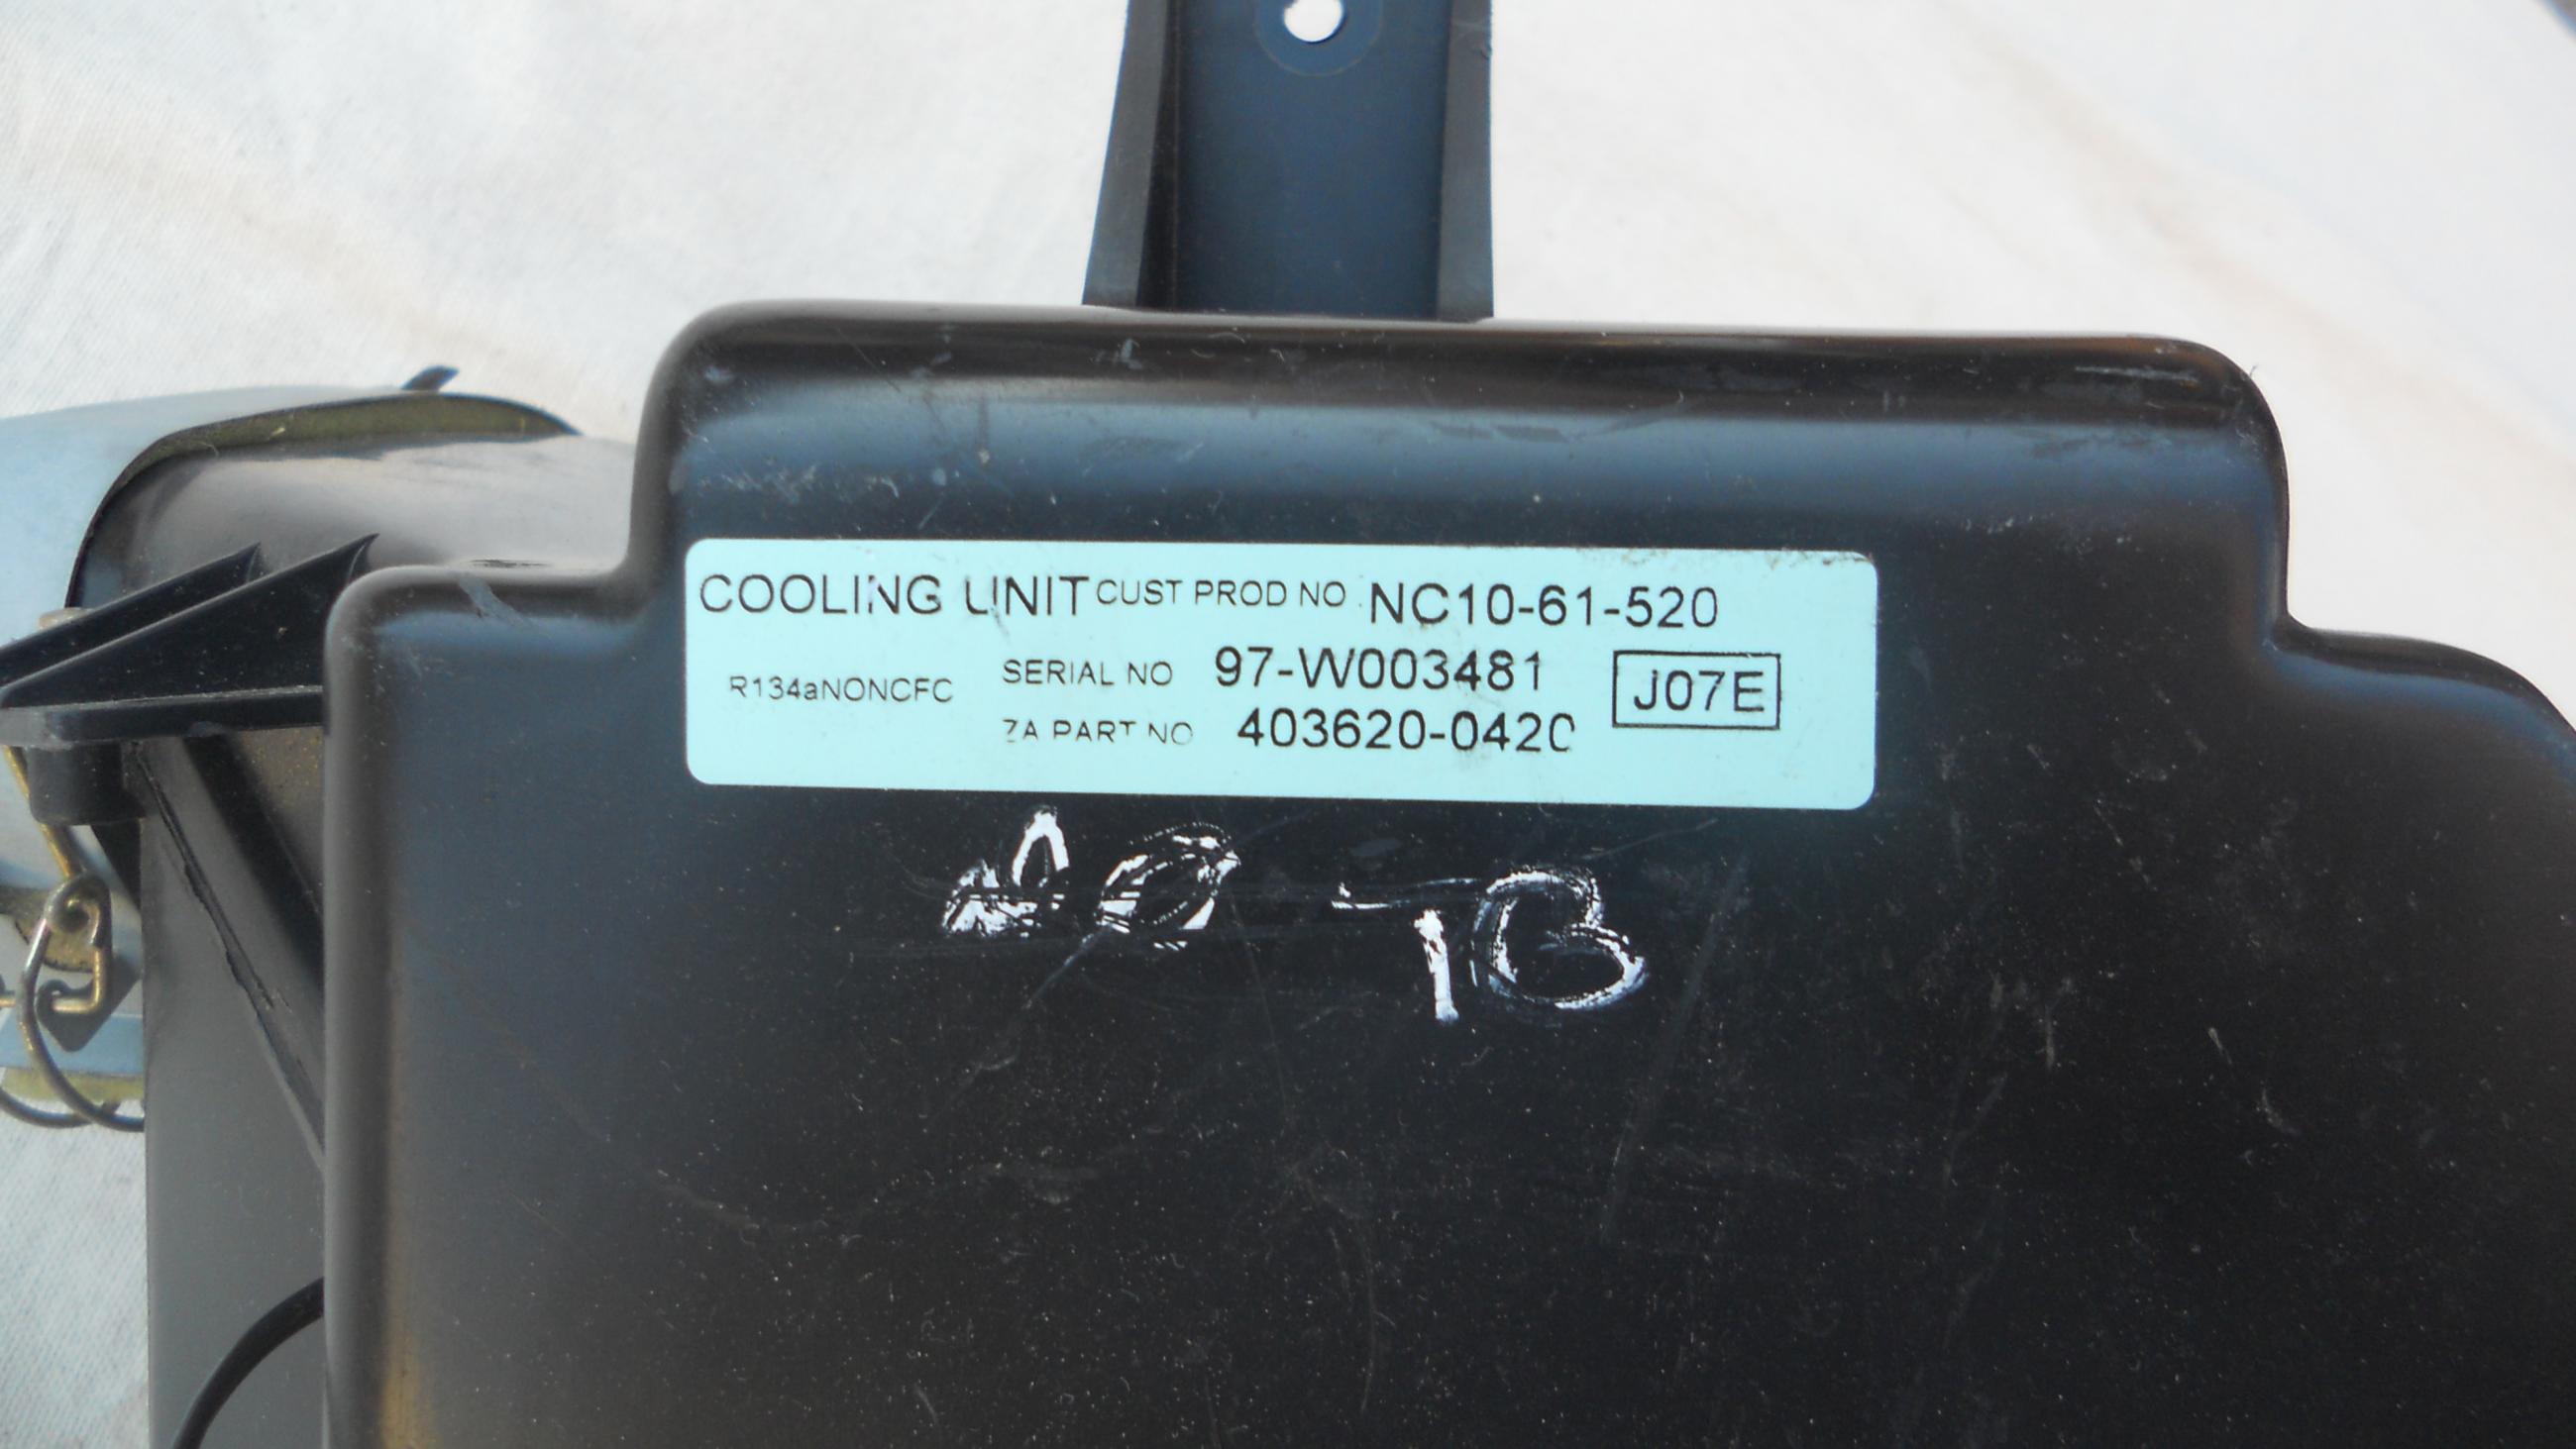 COOLING UNIT CUST PROD NO NC10-61-520
R134aNONCFC SERIAL NO 97-W003481 J07E
ZA PART NO 403620-0420